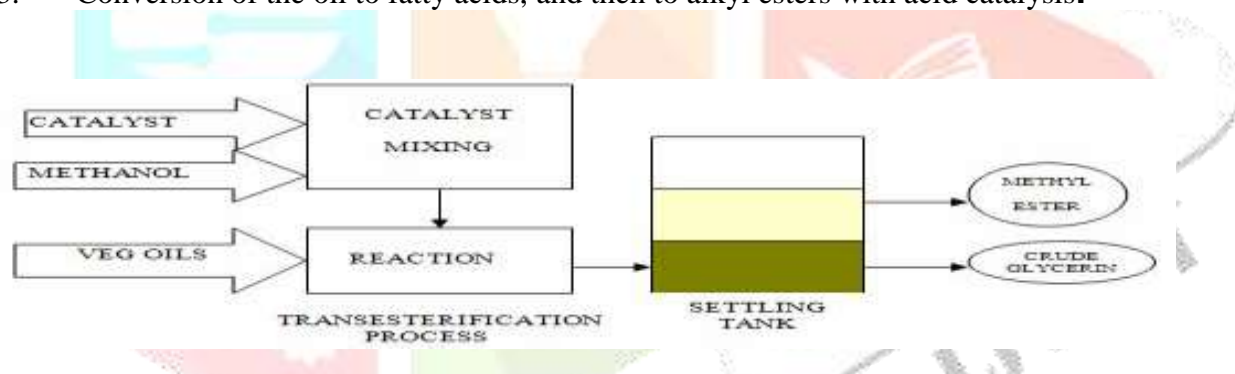 Conversion of the oil to fatty acids, and then to alkyl esters with acid catalysis.
CATALYST
CATALYST
MIXING
METHANOL
VEG OILS
REACTION
TRANSESTERIFICATION
PROCESS
SETTLING
TANK
METHYL
ESTER
CRUDE
GLYCERIN